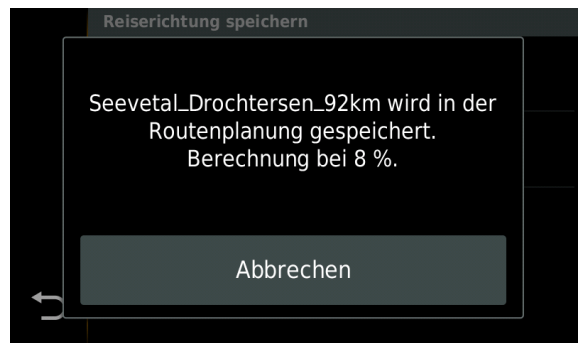 Reiserichtung speichern
Seevetal_Drochtersen_92km wird in der
Routenplanung gespeichert.
Berechnung bei 8 %.
Abbrechen